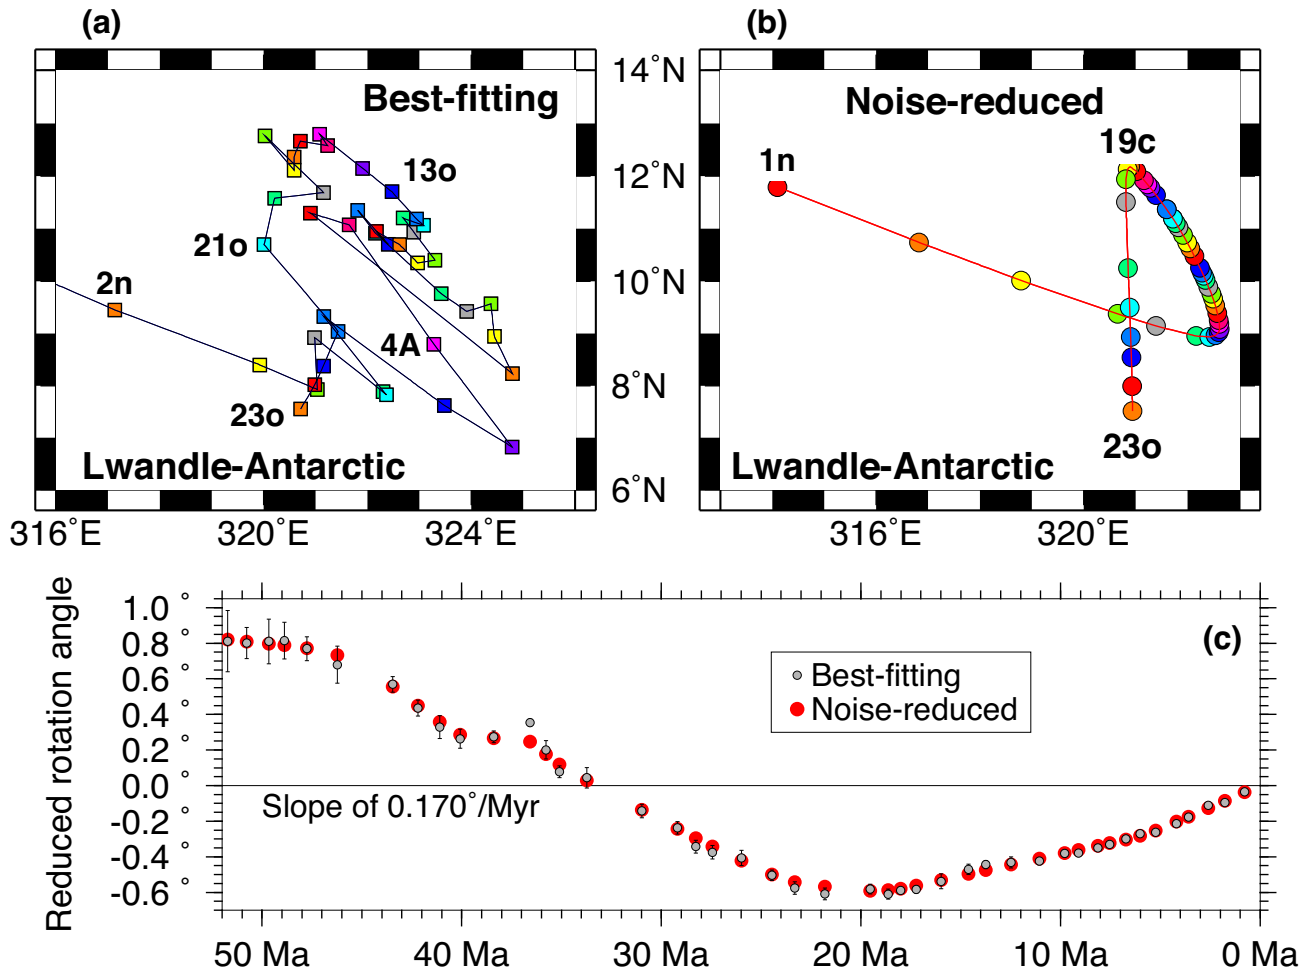 (a)
(b)
Best-fitting
13o
21o
2n
4A
23o
Lwandle-Antarctic
14˚N
12˚N
10˚N
8˚N
6˚N
316˚E
320˚E
324˚E
Noise-reduced
19c
1n
23o
Lwandle-Antarctic
316˚E
320˚E
Reduced rotation angle
1.0 °
0.8 °
0.6 °
0.4 °
0.2 °
0.0 °
-0.2 °
-0.4 °
-0.6 °
(c)
Best-fitting
Noise-reduced
Slope of 0.170˚/Myr
50 Ma
40 Ma
30 Ma
20 Ma
10 Ma
0 Ma